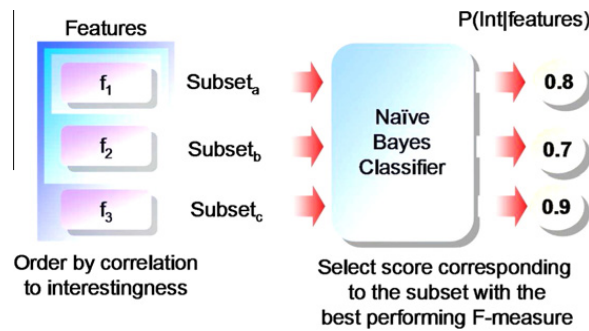 Features
P(Int|features)
f1
Subseta
0.8
f2
Subsetb
Naïve
Bayes
Classifier
0.7
f3
Subsetc
0.9
Order by correlation
to interestingness
Select score corresponding
to the subset with the
best performing F-measure